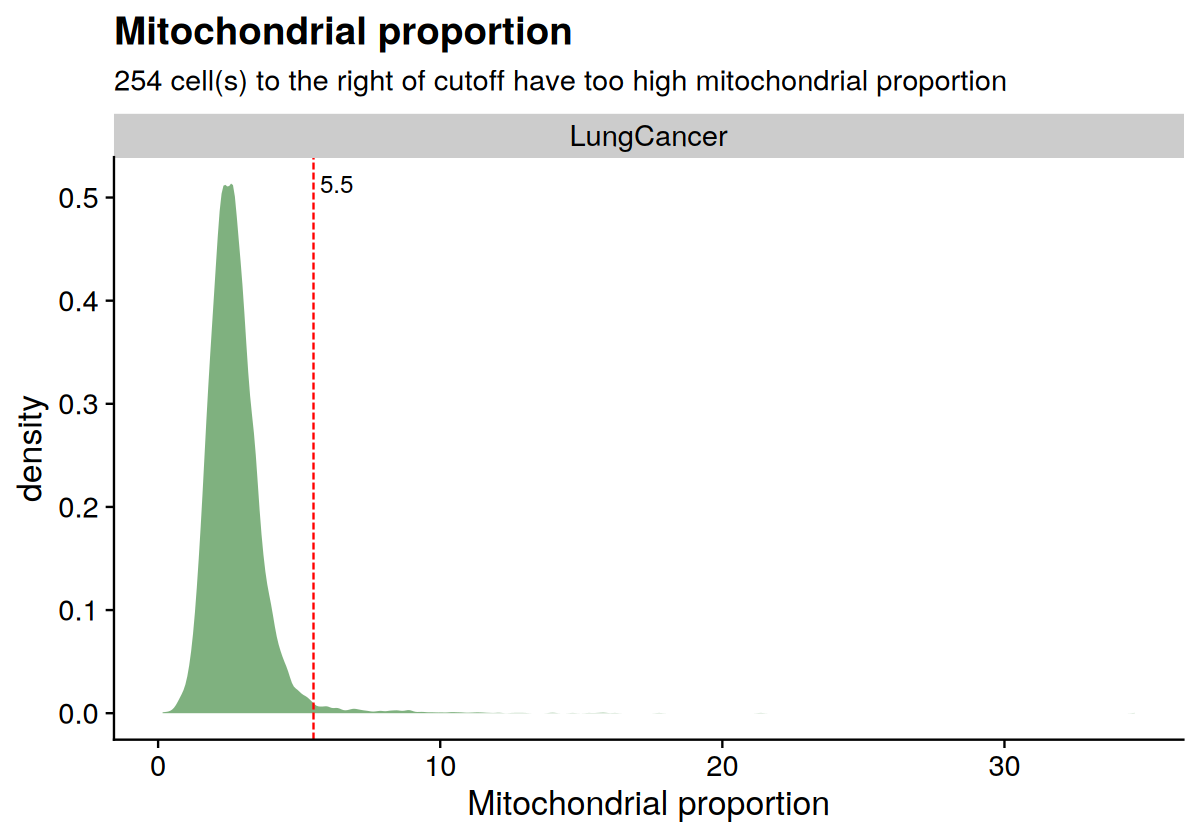 Mitochondrial proportion
254 cell(s) to the right of cutoff have too high mitochondrial proportion
LungCancer
5.5
0.5
0.4
0.3
0.2
0.1
0.0
density
0 10 20 30
Mitochondrial proportion